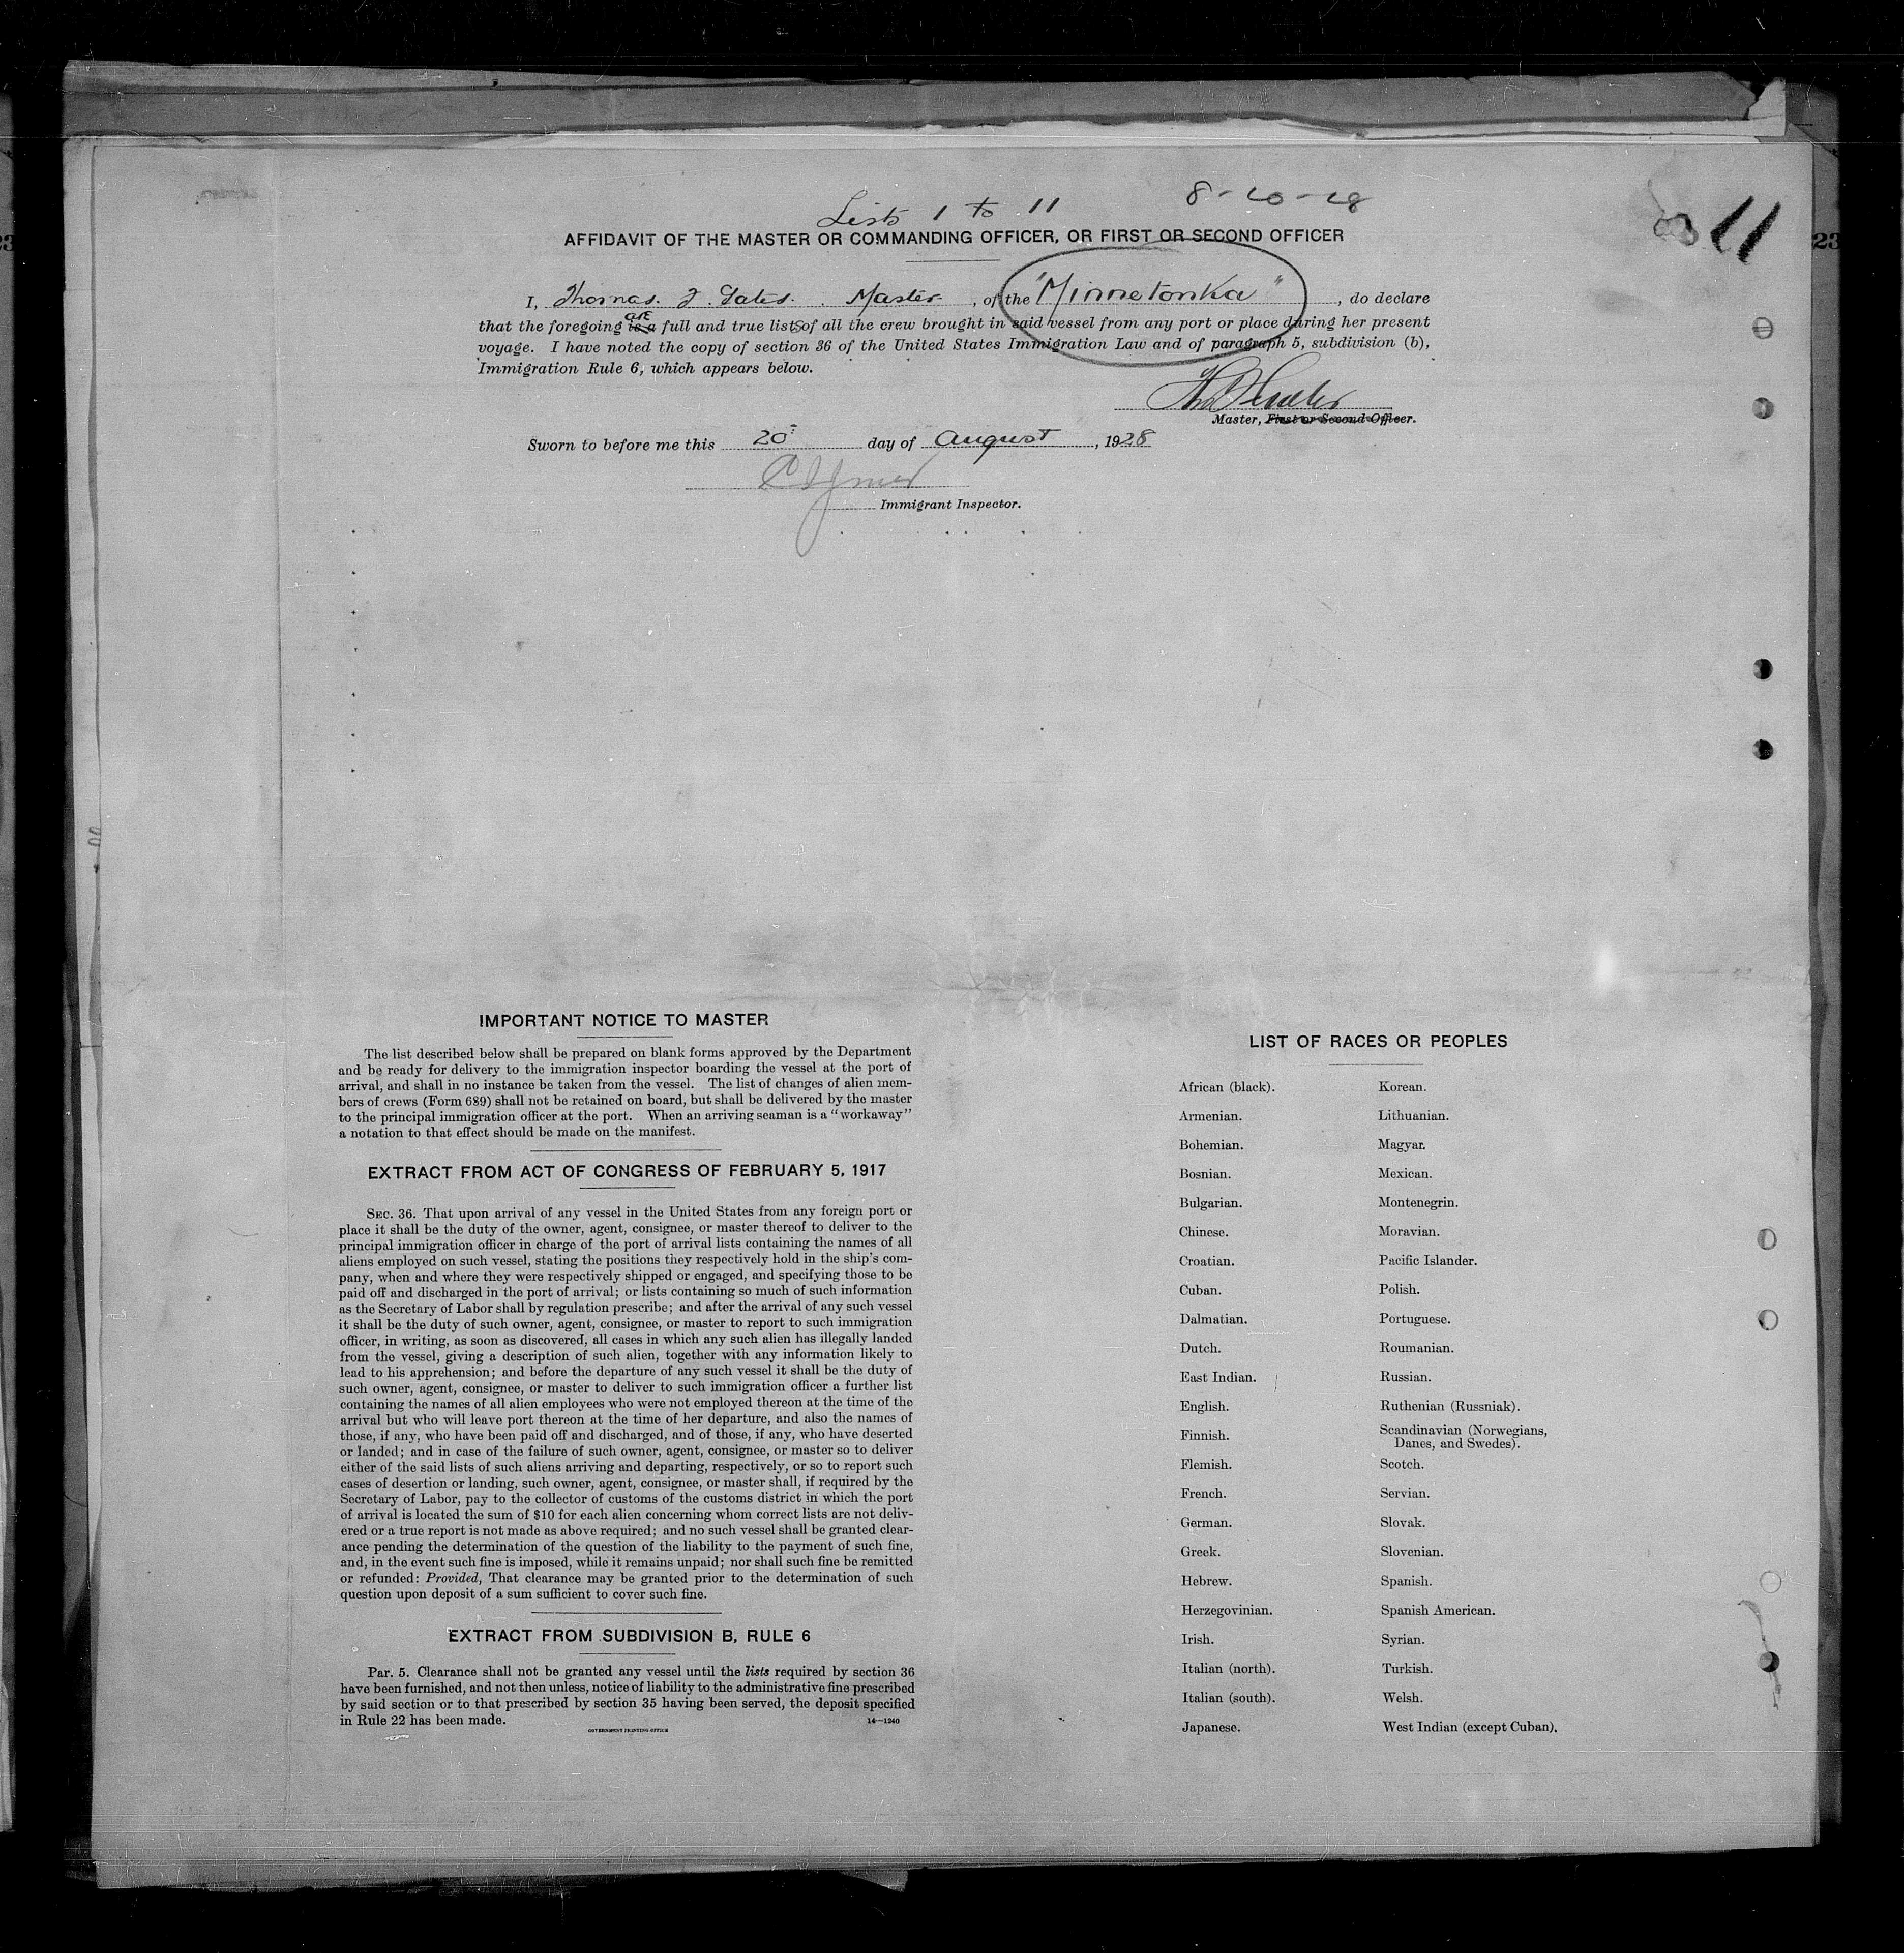 Lists 1 to 11 8-20-28
11
AFFIDAVIT OF THE MASTER OR COMMANDING OFFICER, OR FIRST OR SECOND OFFICER
I, Thomas. F. Gates. Master, of the "Minnetonka", do declare
that the foregoing is a are full and true lists of all the crew brought in said vessel from any port or place during her present
voyage. I have noted the copy of section 36 of the United States Immigration Law and of paragraph 5, subdivision (b),
Immigration Rule 6, which appears below.
Master, First or Second Officer.
Sworn to before me this 20 day of August, 1928
Immigrant Inspector.
23
23
IMPORTANT NOTICE TO MASTER
The list described below shall be prepared on blank forms approved by the Department
and be ready for delivery to the immigration inspector boarding the vessel at the port of
arrival, and shall in no instance be taken from the vessel. The list of changes of alien mem-
bers of crews (Form 689) shall not be retained on board, but shall be delivered by the master
to the principal immigration officer at the port. When an arriving seaman is a "workaway"
a notation to that effect should be made on the manifest.
EXTRACT FROM ACT OF CONGRESS OF FEBRUARY 5, 1917
SEC. 36. That upon arrival of any vessel in the United States from any foreign port or
place it shall be the duty of the owner, agent, consignee, or master thereof to deliver to the
principal immigration officer in charge of the port of arrival lists containing the names of all
aliens employed on such vessel, stating the positions they respectively hold in the ship's com-
pany, when and where they were respectively shipped or engaged, and specifying those to be
paid off and discharged in the port of arrival; or lists containing so much of such information
as the Secretary of Labor shall by regulation prescribe; and after the arrival of any such vessel
it shall be the duty of such owner, agent, consignee, or master to report to such immigration
officer, in writing, as soon as discovered, all cases in which any such alien has illegally landed
from the vessel, giving a description of such alien, together with any information likely to
lead to his apprehension; and before the departure of any such vessel it shall be the duty of
such owner, agent, consignee, or master to deliver to such immigration officer a further list
containing the names of all alien employees who were not employed thereon at the time of the
arrival but who will leave port thereon at the time of her departure, and also the names of
those, if any, who have been paid off and discharged, and of those, if any, who have deserted
or landed; and in case of the failure of such owner, agent, consignee, or master so to deliver
either of the said lists of such aliens arriving and departing, respectively, or so to report such
cases of desertion or landing, such owner, agent, consignee, or master shall, if required by the
Secretary of Labor, pay to the collector of customs of the customs district in which the port
of arrival is located the sum of $10 for each alien concerning whom correct lists are not deliv-
ered or a true report is not made as above required; and no such vessel shall be granted clear-
ance pending the determination of the question of the liability to the payment of such fine,
and, in the event such fine is imposed, while it remains unpaid; nor shall such fine be remitted
or refunded: Provided, That clearance may be granted prior to the determination of such
question upon deposit of a sum sufficient to cover such fine.
EXTRACT FROM SUBDIVISION B, RULE 6
Par. 5. Clearance shall not be granted any vessel until the lists required by section 36
have been furnished, and not then unless, notice of liability to the administrative fine prescribed
by said section or to that prescribed by section 35 having been served, the deposit specified
in Rule 22 has been made.
GOVERNMENT PRINTING OFFICE 14—1240
LIST OF RACES OR PEOPLES
African (black). Korean.
Armenian. Lithuanian.
Bohemian. Magyar.
Bosnian. Mexican.
Bulgarian. Montenegrin.
Chinese. Moravian.
Croatian. Pacific Islander.
Cuban. Polish.
Dalmatian. Portuguese.
Dutch. Roumanian.
East Indian. Russian.
English. Ruthenian (Russniak).
Finnish. Scandinavian (Norwegians,
Danes, and Swedes).
Flemish. Scotch.
French. Servian.
German. Slovak.
Greek. Slovenian.
Hebrew. Spanish.
Herzegovinian. Spanish American.
Irish. Syrian.
Italian (north). Turkish.
Italian (south). Welsh.
Japanese. West Indian (except Cuban).